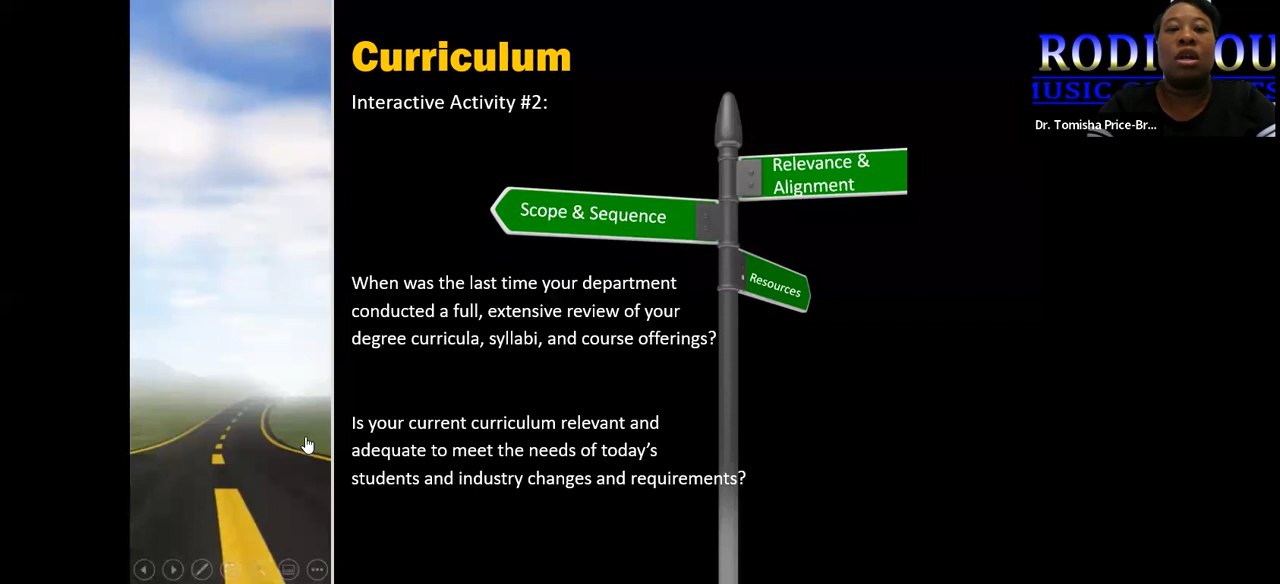 Curriculum
Interactive Activity #2:
Relevance &
Alignment
Scope & Sequence
Resources
When was the last time your department
conducted a full, extensive review of your
degree curricula, syllabi, and course offerings?
Is your current curriculum relevant and
adequate to meet the needs of today’s
students and industry changes and requirements?
Dr. Tomisha Price-Br...